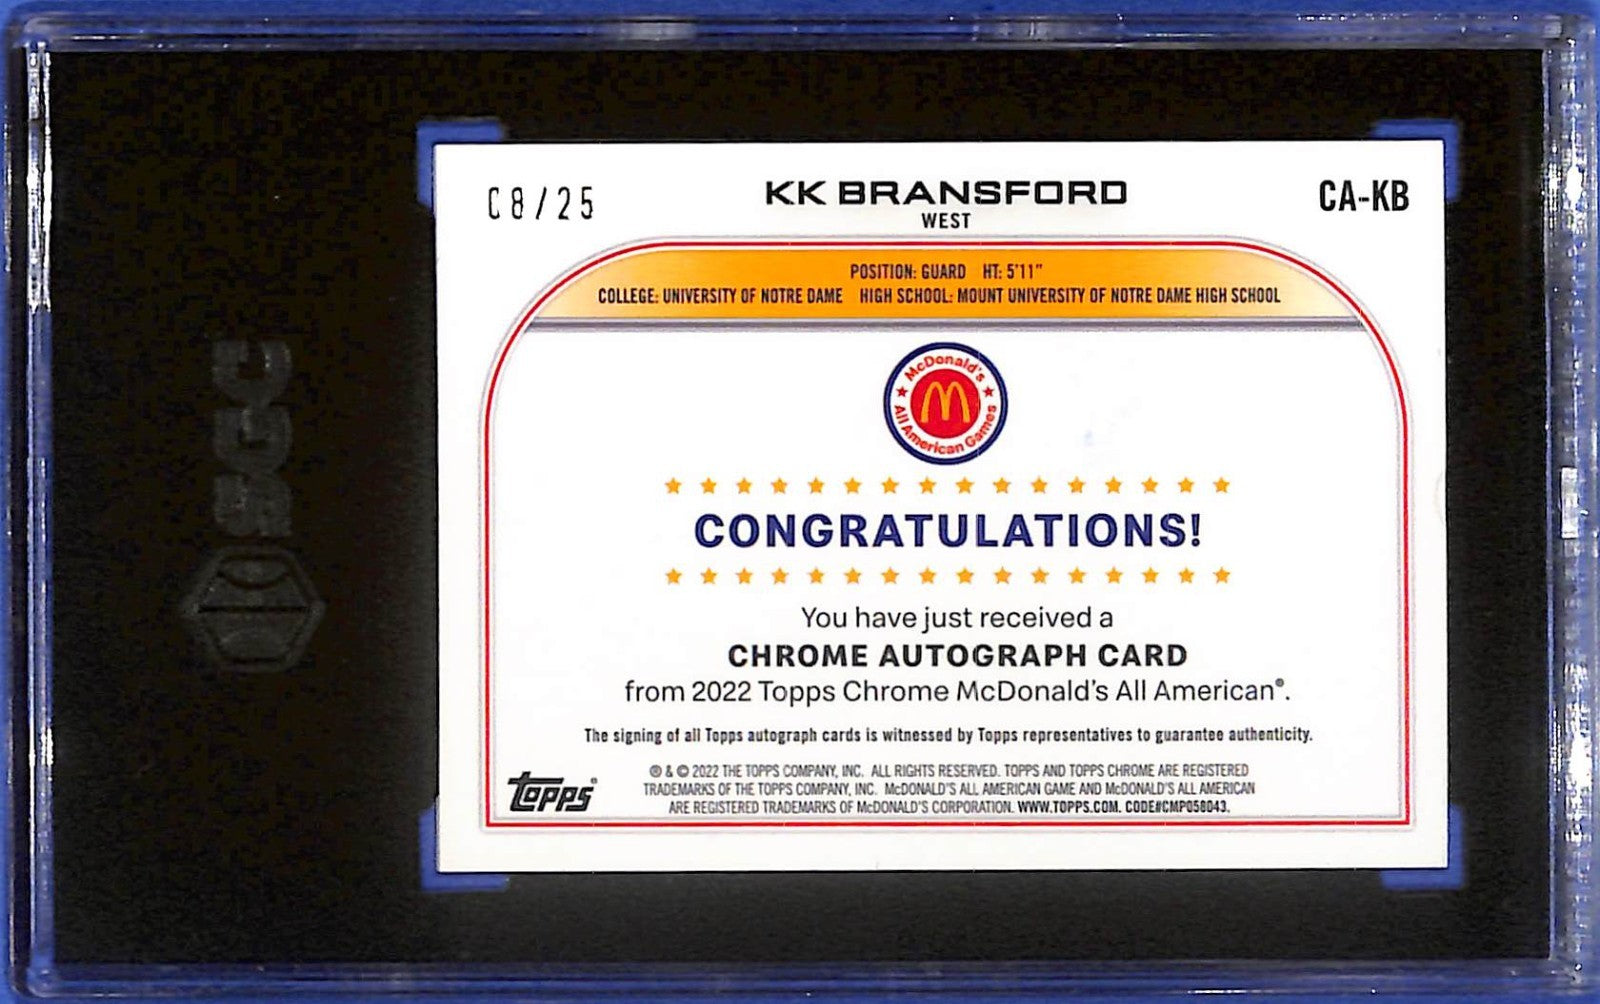 C8/25
KK BRANSFORD
CA-KB
WEST
POSITION: GUARD HT: 5'11"
COLLEGE: UNIVERSITY OF NOTRE DAME HIGH SCHOOL: MOUNT UNIVERSITY OF NOTRE DAME HIGH SCHOOL
McDonald's
All American Games
CONGRATULATIONS!
You have just received a
CHROME AUTOGRAPH CARD
from 2022 Topps Chrome McDonald's All American®.
The signing of all Topps autograph cards is witnessed by Topps representatives to guarantee authenticity.
® & © 2022 THE TOPPS COMPANY, INC. ALL RIGHTS RESERVED. TOPPS AND TOPPS CHROME ARE REGISTERED
TRADEMARKS OF THE TOPPS COMPANY, INC. McDONALD'S ALL AMERICAN GAME AND McDONALD'S ALL AMERICAN
ARE REGISTERED TRADEMARKS OF McDONALD'S CORPORATION. WWW.TOPPS.COM. CODE#CMP058043.
Topps®
SGC